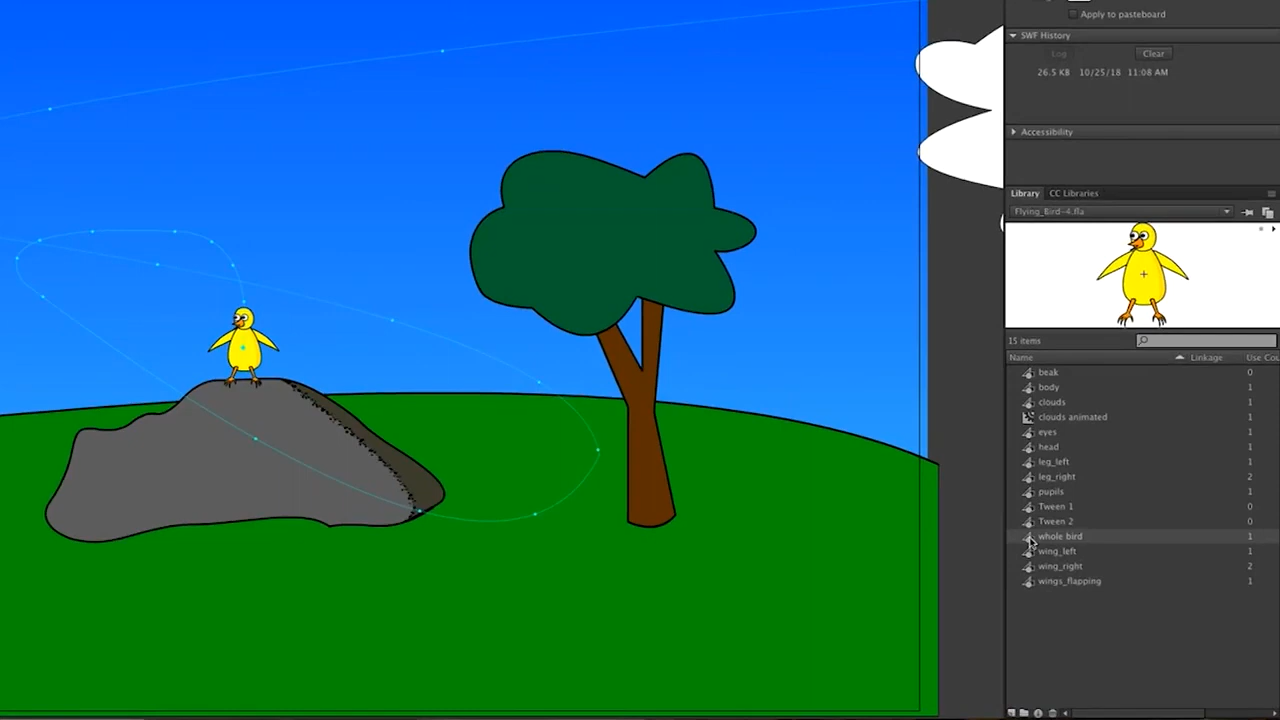 Apply to pasteboard
SWF History
Log Clear
26.5 KB 10/25/18 11:08 AM
Accessibility
Library CC Libraries
Flying_Bird-4.fla
15 items
Name Linkage Use Cou
beak 0
body 1
clouds 1
clouds animated 1
eyes 1
head 1
leg_left 1
leg_right 2
pupils 1
Tween 1 0
Tween 2 0
whole bird 1
wing_left 1
wing_right 2
wings_flapping 1